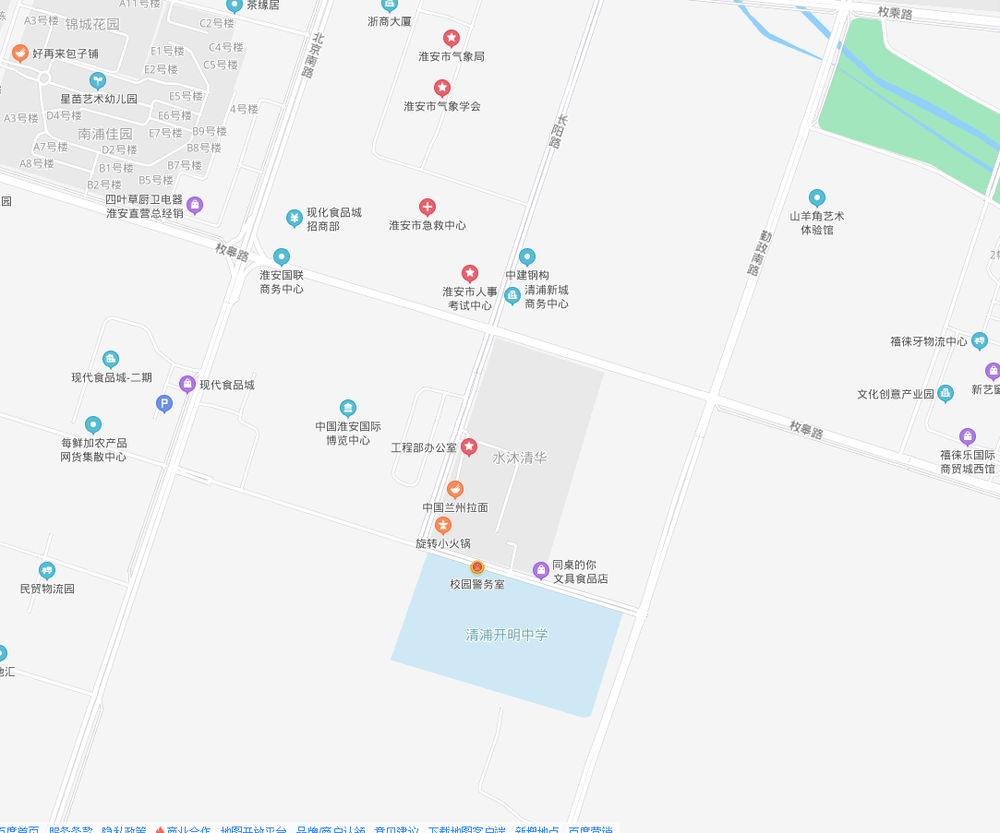 A11号楼
茶缘居
浙商大厦
枚乘路
A3号楼
锦城花园
C2号楼
好再来包子铺
E1号楼
C4号楼
北京南路
市气象局
淮安市气象局
E2号楼
C5号楼
星苗艺术幼儿园
E5号楼
淮安市气象学会
4号楼
A3号楼
D4号楼
E6号楼
长阳路
南浦佳园
E7号楼
B9号楼
A7号楼
D2号楼
B8号楼
A8号楼
B1号楼
B7号楼
B2号楼
B5号楼
园
四叶草厨卫电器
淮安直营总经销
现化食品城
招商部
淮安市急救中心
山羊角艺术
体验馆
枚皋路
勤政南路
淮安国联
商务中心
中建钢构
淮安市人事
考试中心
清浦新城
商务中心
禧徕牙物流中心
现代食品城-二期
现代食品城
P
文化创意产业园
新艺窗
中国淮安国际
博览中心
枚皋路
每鲜加农产品
网货集散中心
工程部办公室
水沐清华
禧徕乐国际
商贸城西馆
中国兰州拉面
旋转小火锅
同桌的你
文具食品店
民贸物流园
校园警务室
清浦开明中学
百度首页 服务条款 隐私政策 商业合作 地图开放平台 品牌/商户认领 意见建议 下载地图客户端 新增地点 百度营销